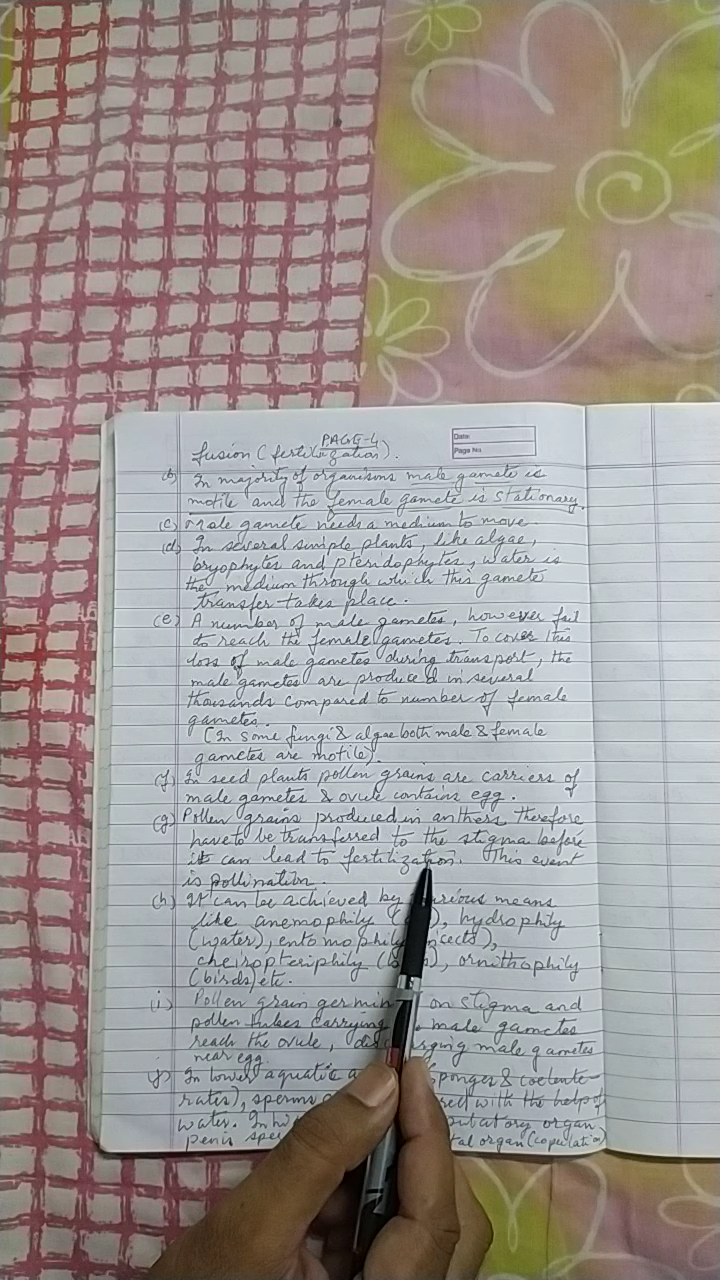 PAGE-4
Date
Page No.
fusion (fertilization).
(b) In majority of organisms male gamete is
motile and the female gamete is stationary.
(c) Male gamete needs a medium to move.
(d) In several simple plants, like algae,
bryophytes and pteridophytes, water is
the medium through which this gamete
transfer takes place.
(e) A number of male gametes, however fail
to reach the female gametes. To cover this
loss of male gametes during transport, the
male gametes are produced in several
thousands compared to number of female
gametes.
(In some fungi & algae both male & female
gametes are motile).
(f) In seed plants pollen grains are carriers of
male gametes & ovule contains egg.
(g) Pollen grains produced in anthers therefore
have to be transferred to the stigma before
it can lead to fertilization. This event
is pollination.
(h) It can be achieved by various means
like anemophily hydrophily
(water), entomophily
cheiropteriphily ornithophily
(birds) etc.
(i) Pollen grain on stigma and
pollen tubes carrying male gametes
reach the ovule, male gametes
near egg.
(j) In lower aquatic (sponges & coelente-
rates), sperms with the help of
water. In organ
penis organ (copulation)